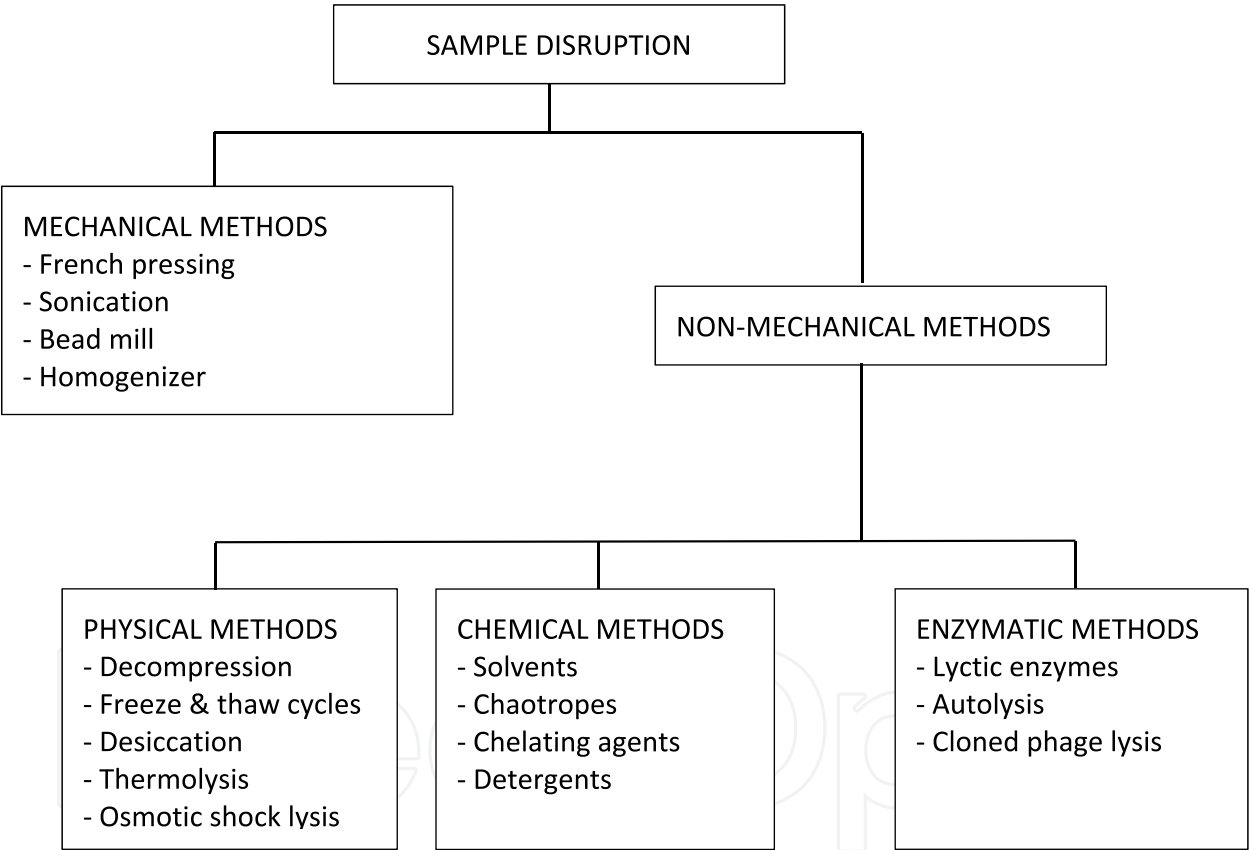 SAMPLE DISRUPTION
MECHANICAL METHODS
- French pressing
- Sonication
- Bead mill
- Homogenizer
NON-MECHANICAL METHODS
PHYSICAL METHODS
- Decompression
- Freeze & thaw cycles
- Desiccation
- Thermolysis
- Osmotic shock lysis
CHEMICAL METHODS
- Solvents
- Chaotropes
- Chelating agents
- Detergents
ENZYMATIC METHODS
- Lyctic enzymes
- Autolysis
- Cloned phage lysis